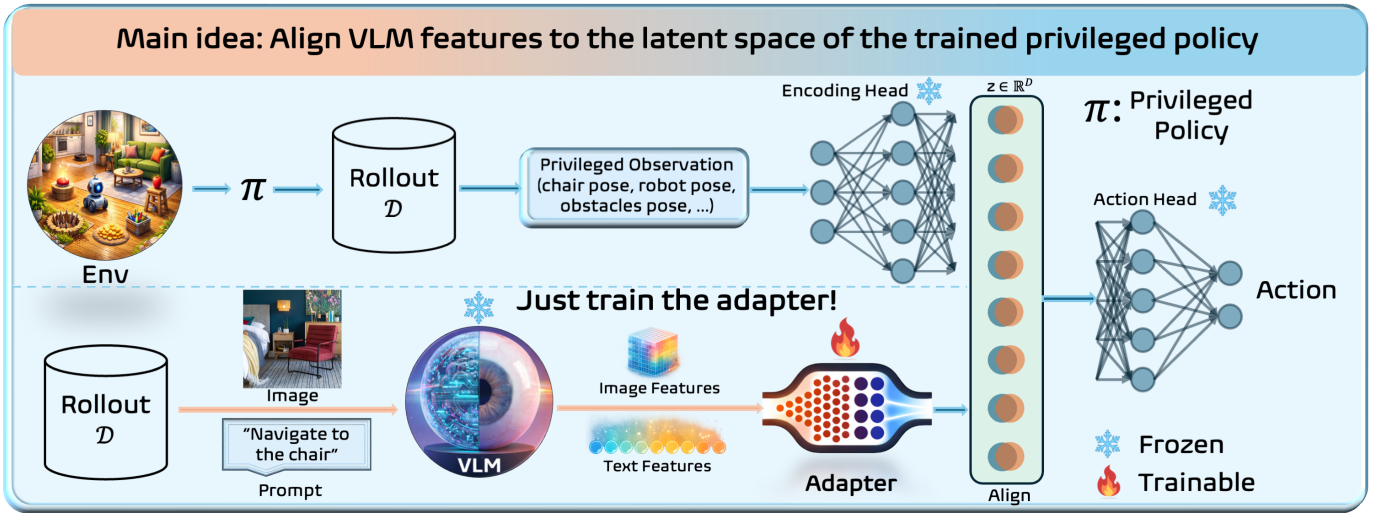 Main idea: Align VLM features to the latent space of the trained privileged policy
Encoding Head
z ∈ ℝᴰ
π: Privileged
Policy
Env
π
Rollout
𝒟
Privileged Observation
(chair pose, robot pose,
obstacles pose, ...)
Action Head
Action
Just train the adapter!
Rollout
𝒟
Image
“Navigate to
the chair”
Prompt
VLM
Image Features
Text Features
Adapter
Align
Frozen
Trainable